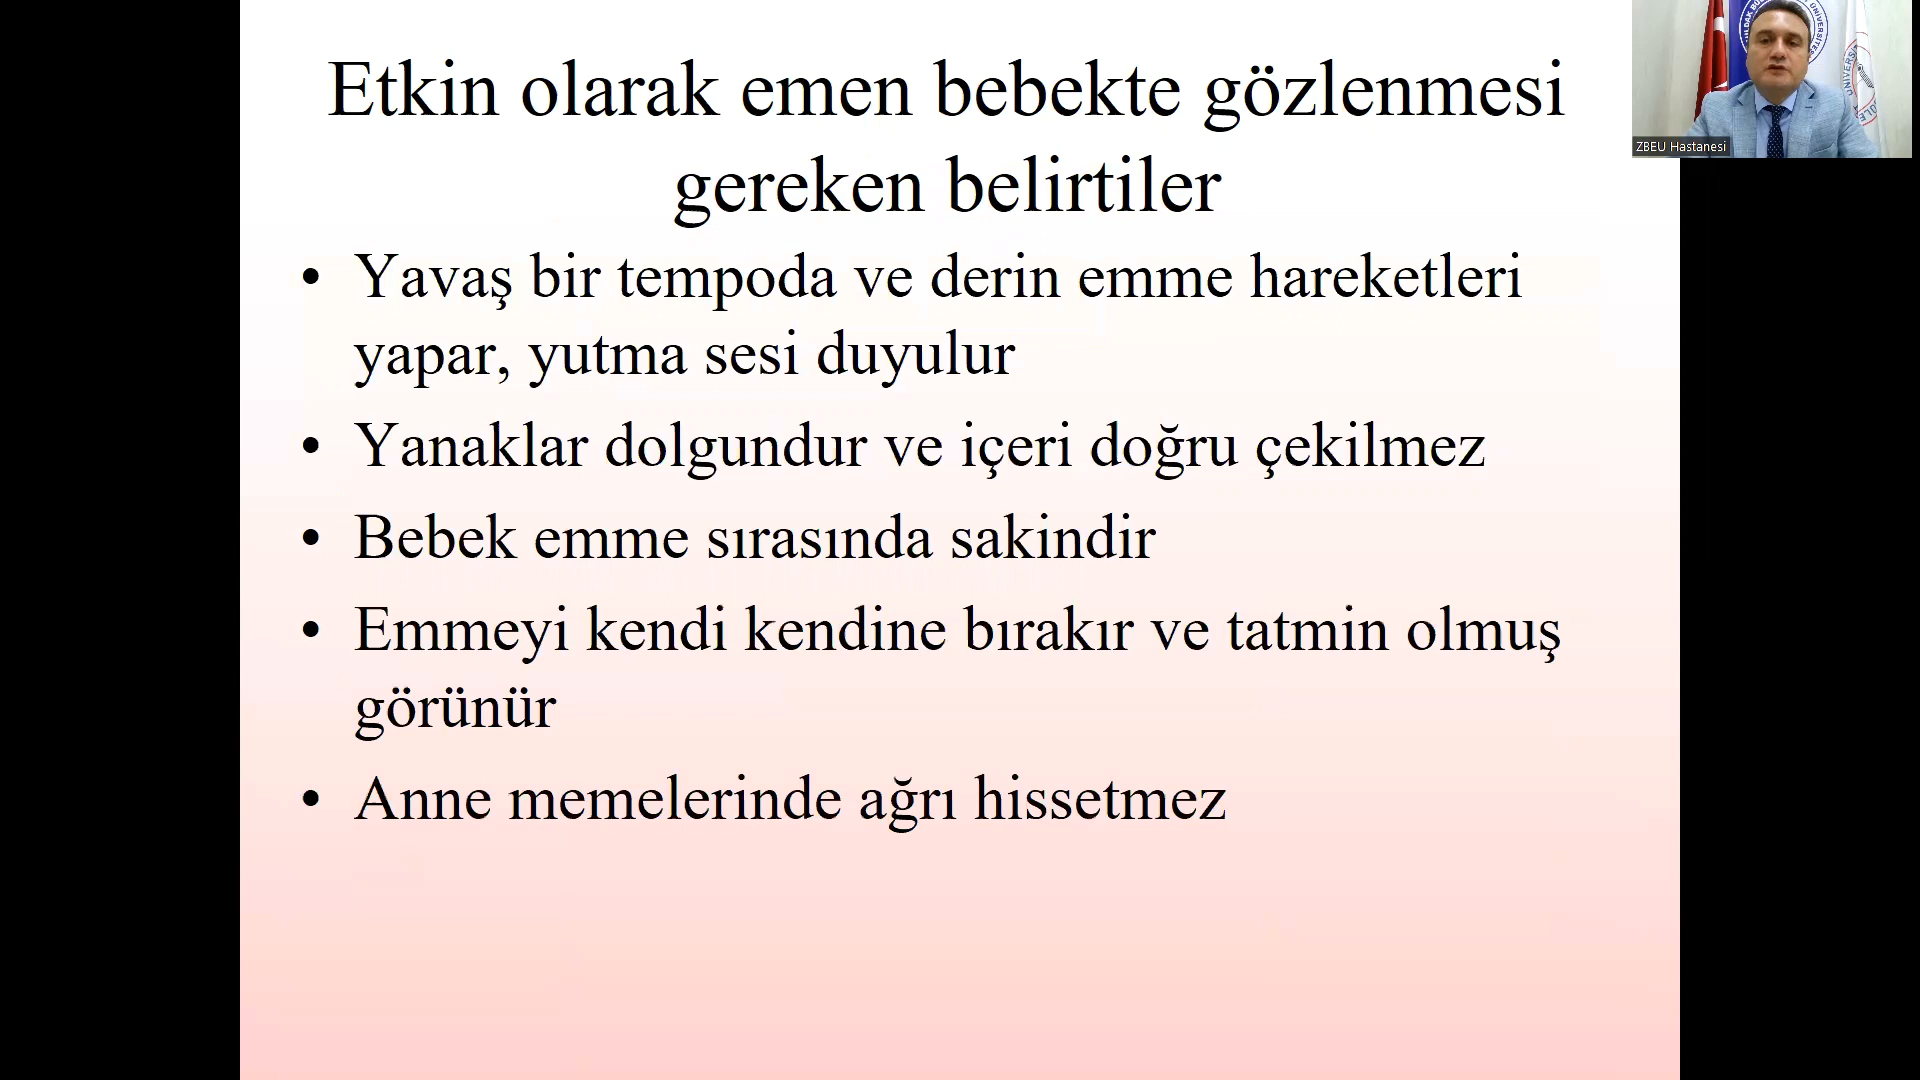 Etkin olarak emen bebekte gözlenmesi
gereken belirtiler
• Yavaş bir tempoda ve derin emme hareketleri
yapar, yutma sesi duyulur
• Yanaklar dolgundur ve içeri doğru çekilmez
• Bebek emme sırasında sakindir
• Emmeyi kendi kendine bırakır ve tatmin olmuş
görünür
• Anne memelerinde ağrı hissetmez
ZBEU Hastanesi